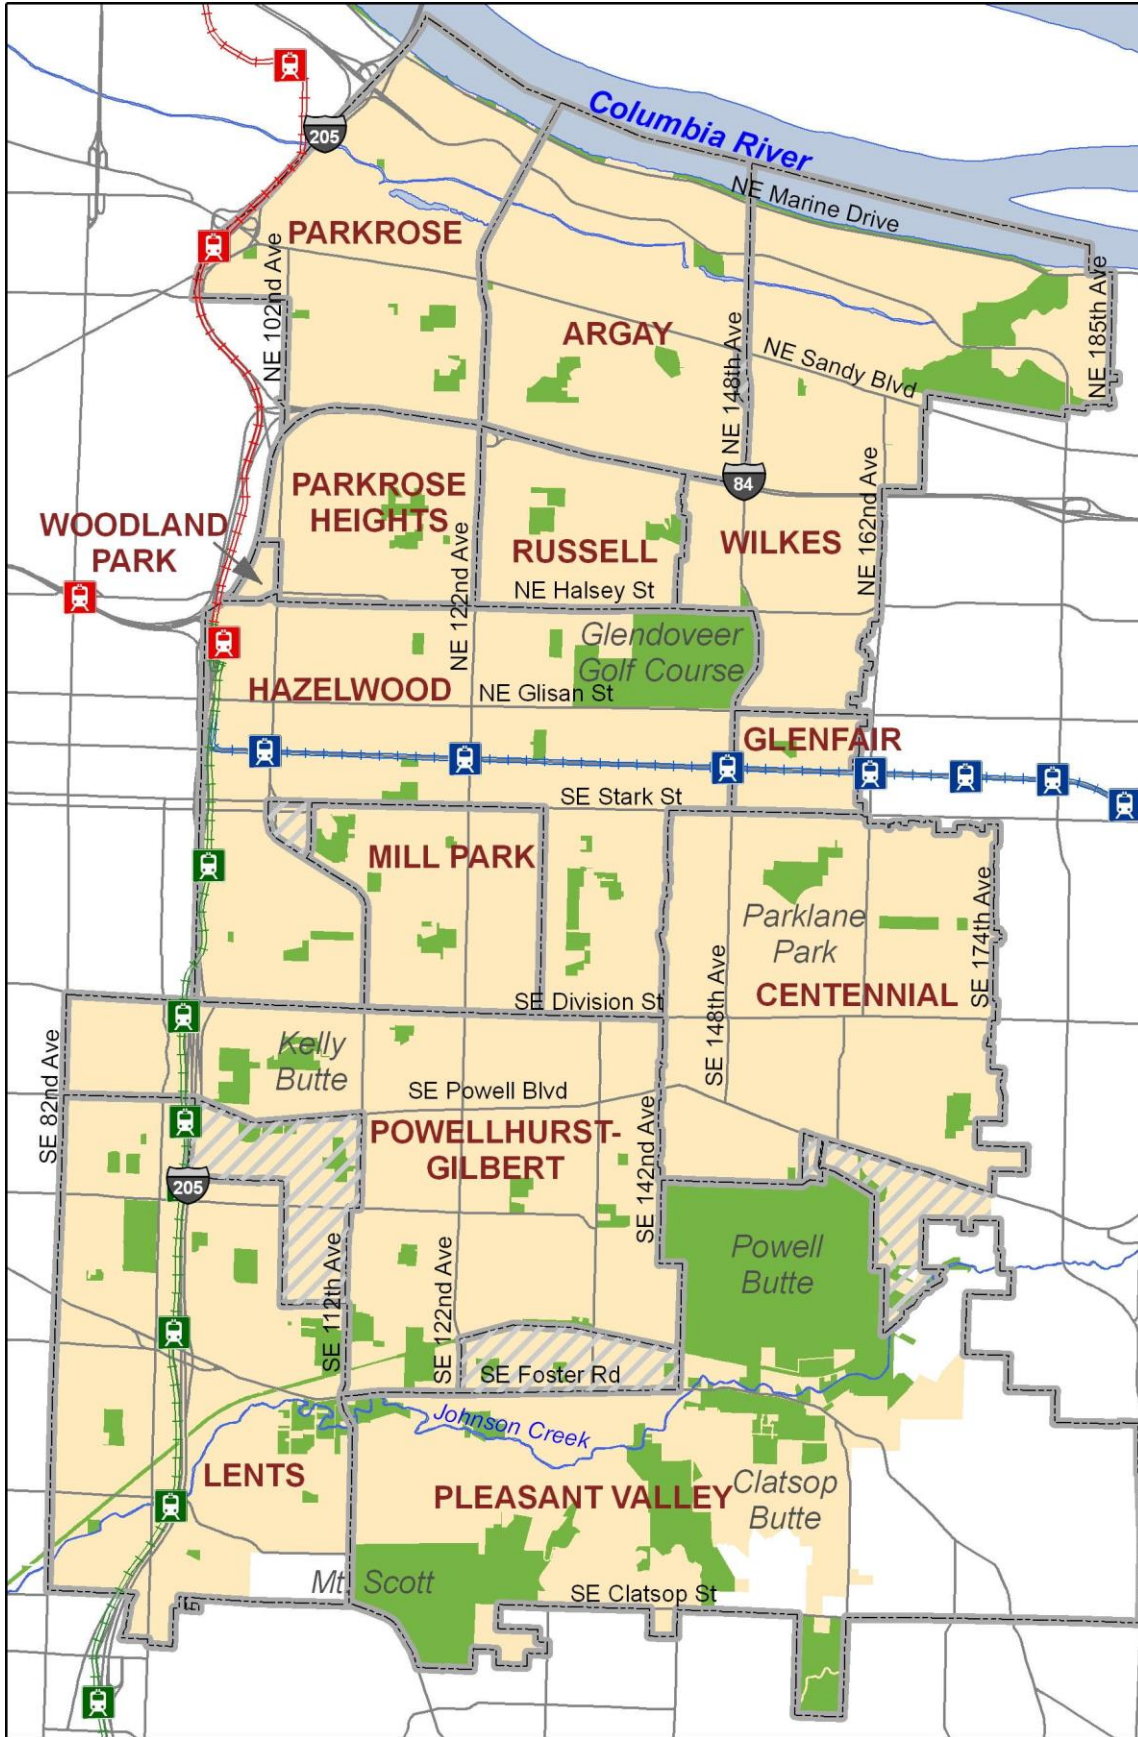 Columbia River
205
NE Marine Drive
PARKROSE
NE 102nd Ave
ARGAY
NE 148th Ave
NE Sandy Blvd
NE 185th Ave
PARKROSE
HEIGHTS
84
WOODLAND
PARK
NE 122nd Ave
RUSSELL
WILKES
NE 162nd Ave
NE Halsey St
Glendoveer
Golf Course
HAZELWOOD
NE Glisan St
GLENFAIR
SE Stark St
MILL PARK
Parklane
Park
SE 174th Ave
CENTENNIAL
SE Division St
SE 148th Ave
Kelly
Butte
SE 82nd Ave
SE Powell Blvd
POWELLHURST-
GILBERT
SE 142nd Ave
205
Powell
Butte
SE 112th Ave
SE 122nd Ave
SE Foster Rd
Johnson Creek
LENTS
PLEASANT VALLEY
Clatsop
Butte
Mt. Scott
SE Clatsop St